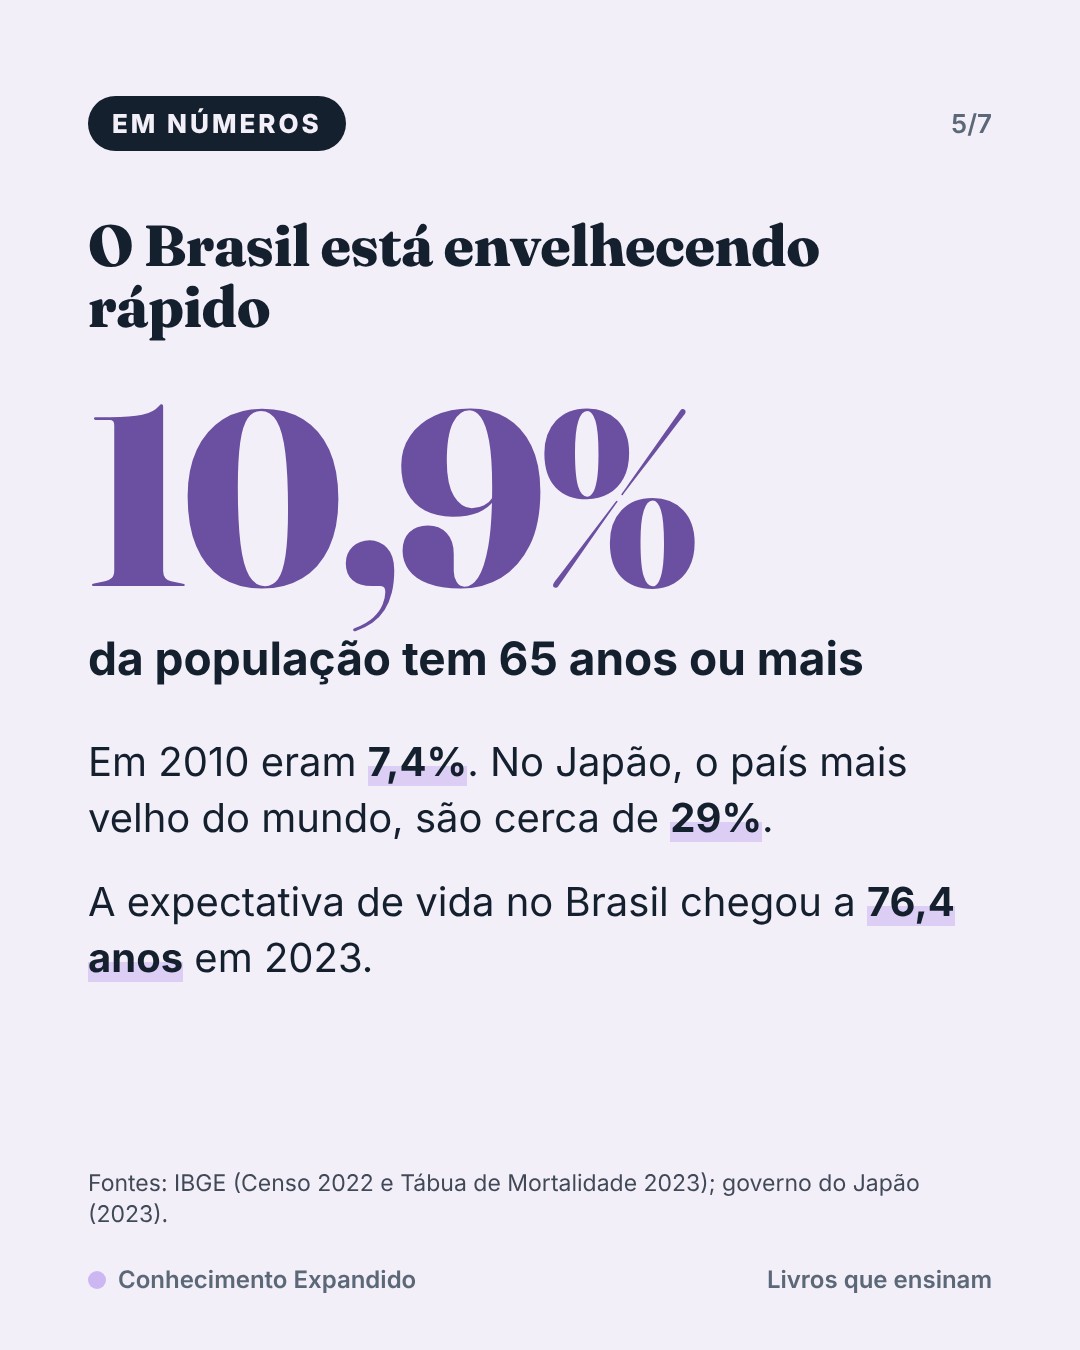 EM NÚMEROS
5/7
O Brasil está envelhecendo
rápido
10,9%
da população tem 65 anos ou mais
Em 2010 eram 7,4%. No Japão, o país mais
velho do mundo, são cerca de 29%.
A expectativa de vida no Brasil chegou a 76,4
anos em 2023.
Fontes: IBGE (Censo 2022 e Tábua de Mortalidade 2023); governo do Japão
(2023).
Conhecimento Expandido
Livros que ensinam